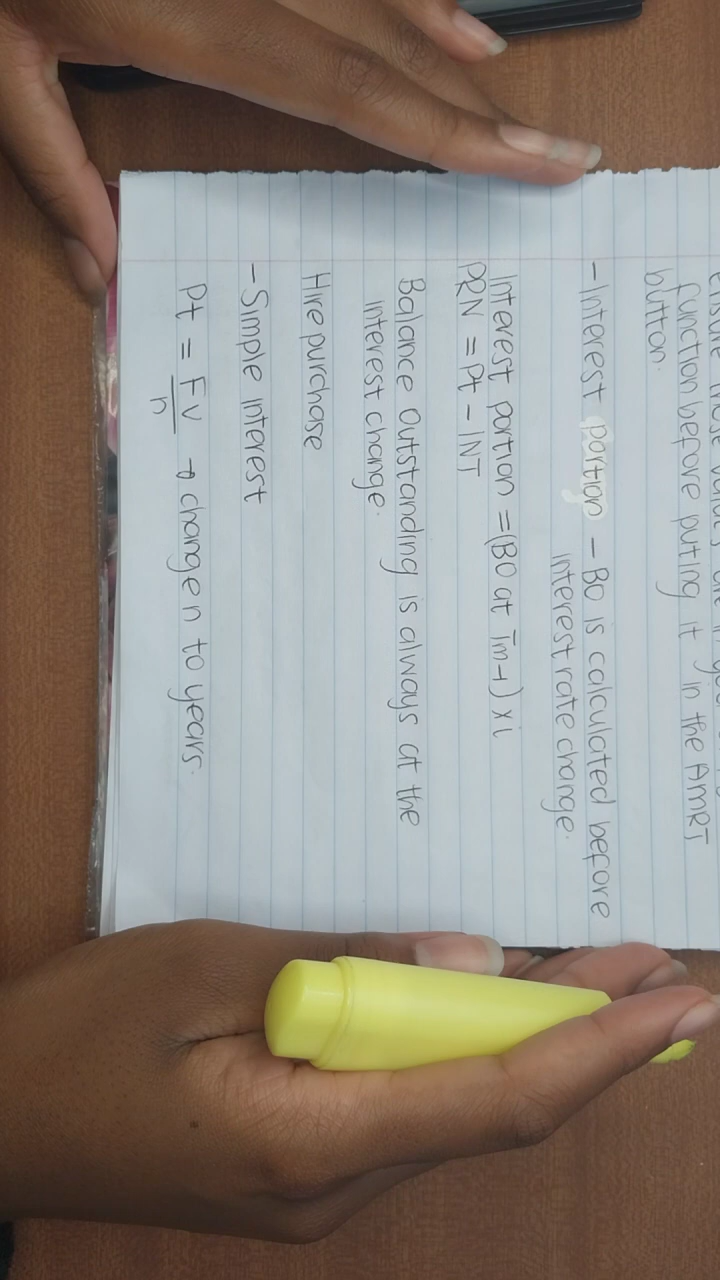 function before puting it in the AMRT
button.
- Interest portion - BO is calculated before
interest rate change.
Interest portion = (BO at Tm-1) x i
PRN = Pt - INT
Balance Outstanding is always at the
interest change.
Hire purchase
- Simple interest
Pt = FV/n → change n to years.